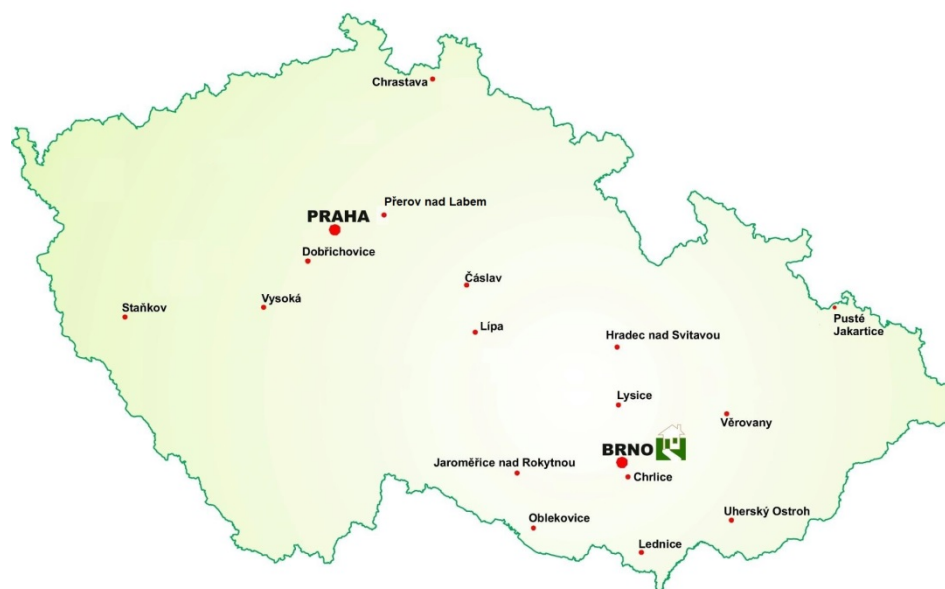 Chrastava
Přerov nad Labem
PRAHA
Dobřichovice
Čáslav
Staňkov
Vysoká
Lípa
Pusté
Jakartice
Hradec nad Svitavou
Lysice
Věrovany
BRNO
Jaroměřice nad Rokytnou
Chrlice
Oblekovice
Uherský Ostroh
Lednice